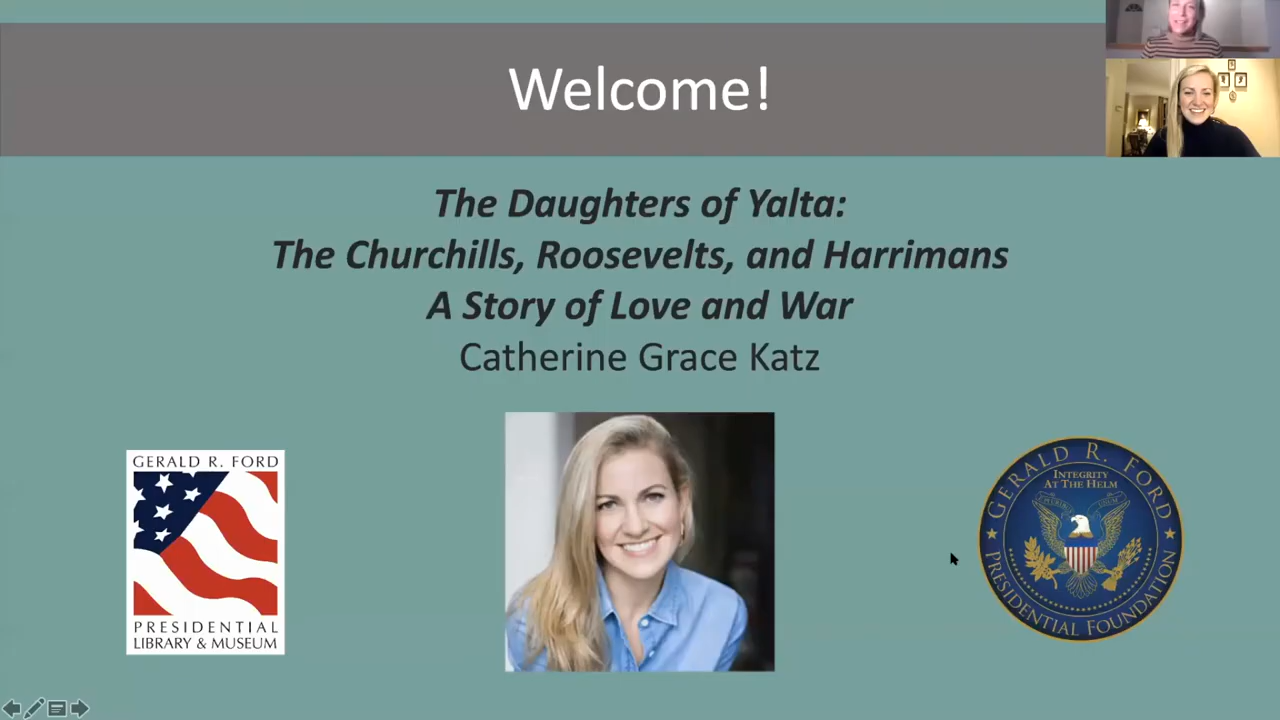 Welcome!
The Daughters of Yalta:
The Churchills, Roosevelts, and Harrimans
A Story of Love and War
Catherine Grace Katz
GERALD R. FORD
PRESIDENTIAL
LIBRARY & MUSEUM
GERALD R. FORD
INTEGRITY
AT THE HELM
PRESIDENTIAL FOUNDATION